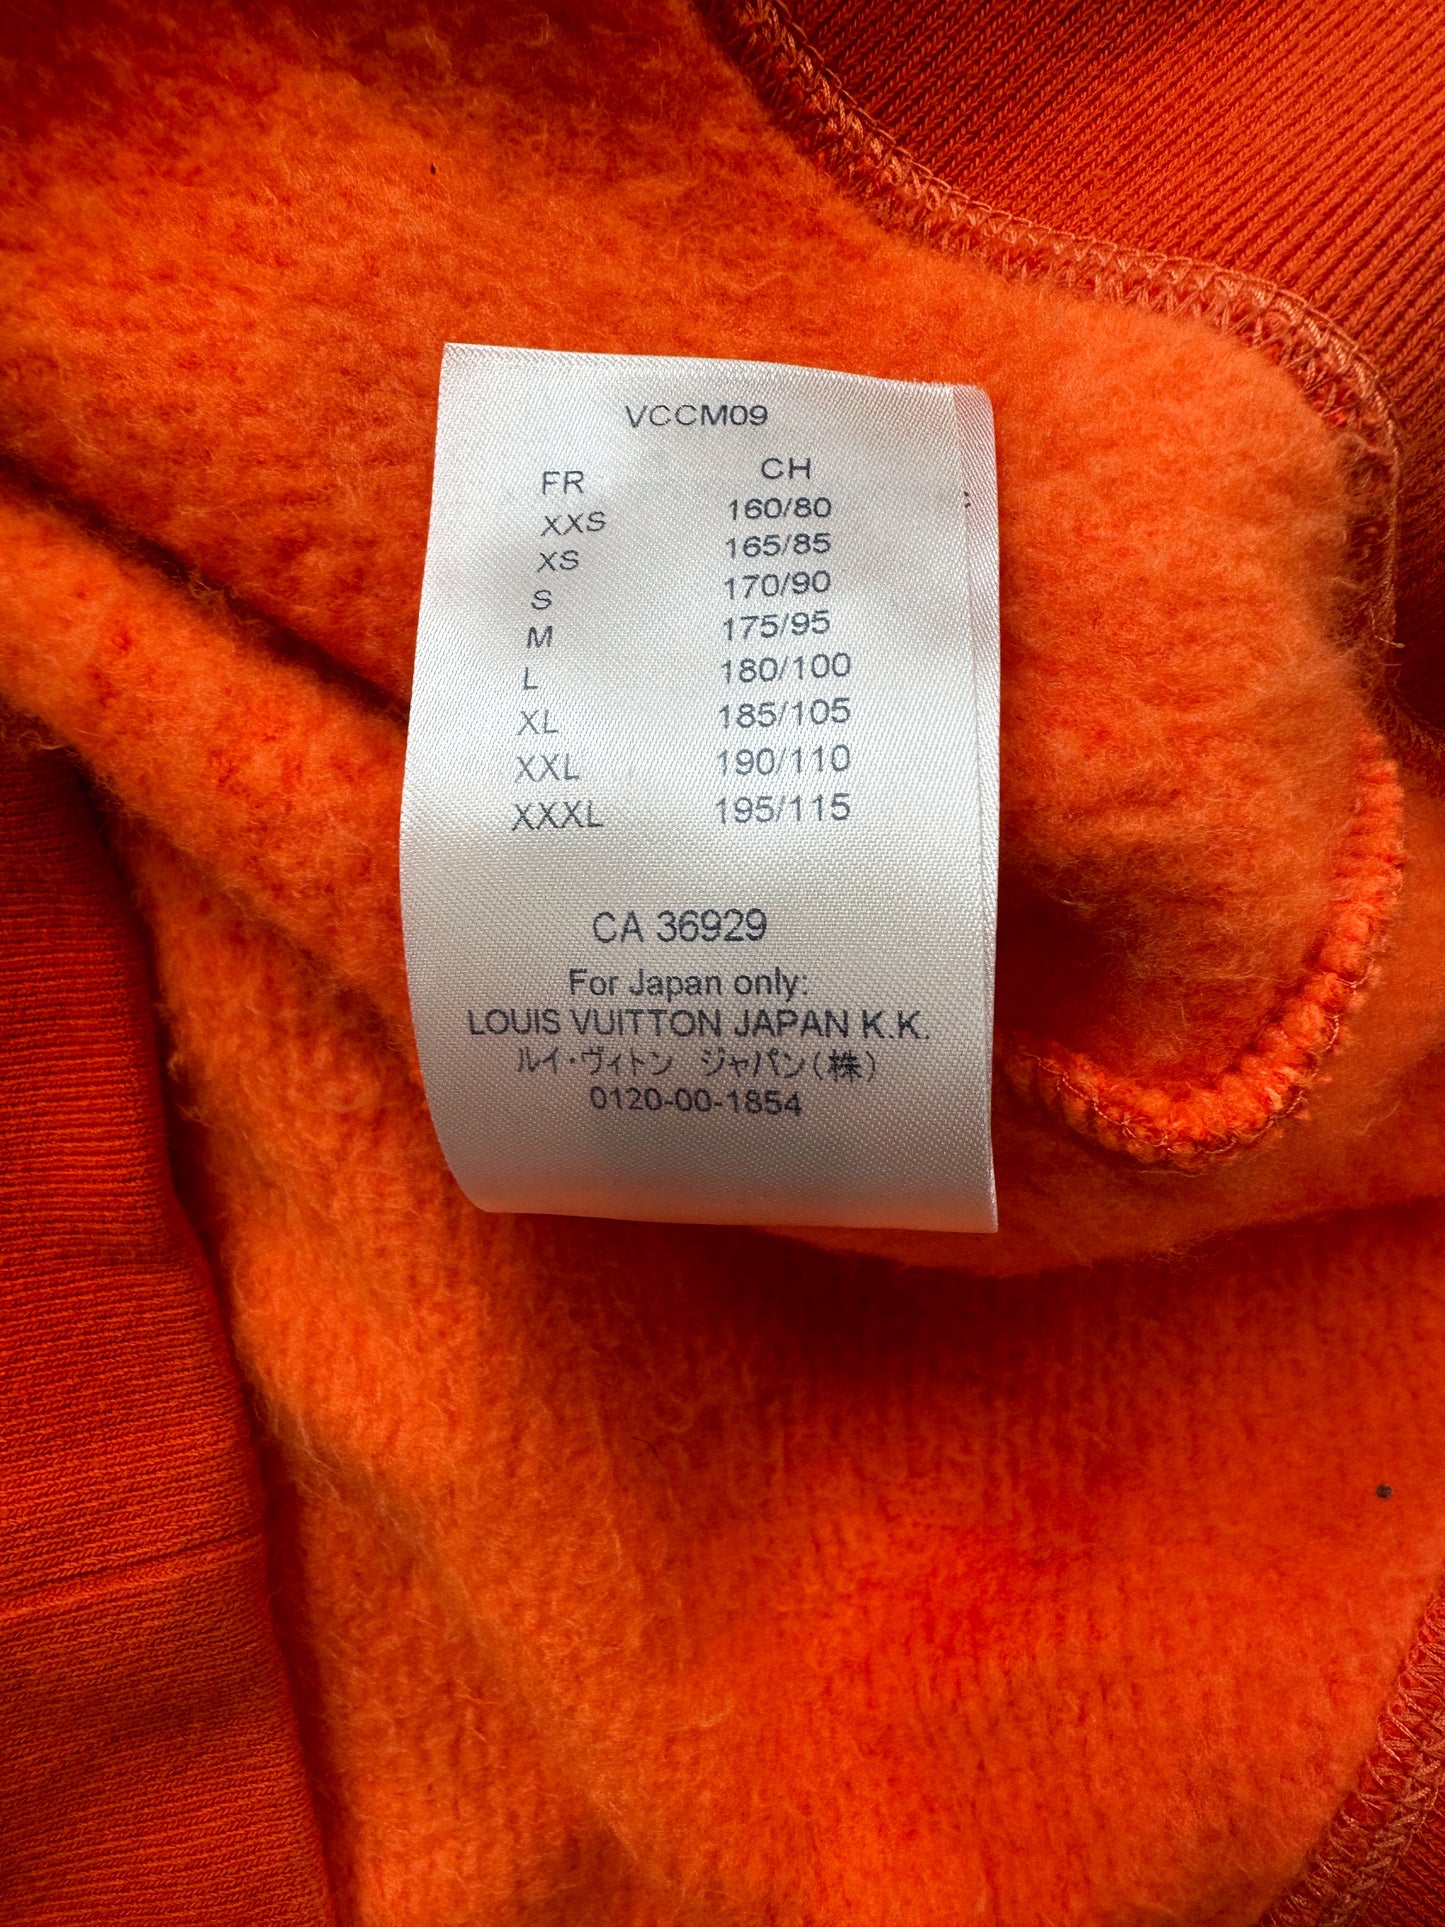 VCCM09
FR CH
XXS 160/80
XS 165/85
S 170/90
M 175/95
L 180/100
XL 185/105
XXL 190/110
XXXL 195/115
CA 36929
For Japan only:
LOUIS VUITTON JAPAN K.K.
ルイ・ヴィトン ジャパン(株)
0120-00-1854